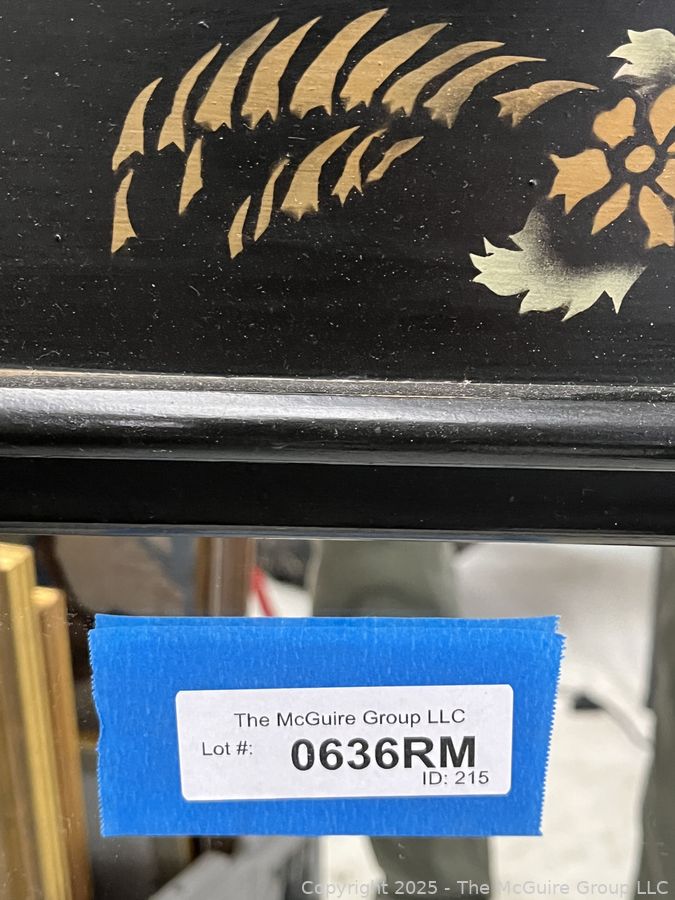 The McGuire Group LLC
Lot #: 0636RM
ID: 215
Copyright 2025 - The McGuire Group LLC